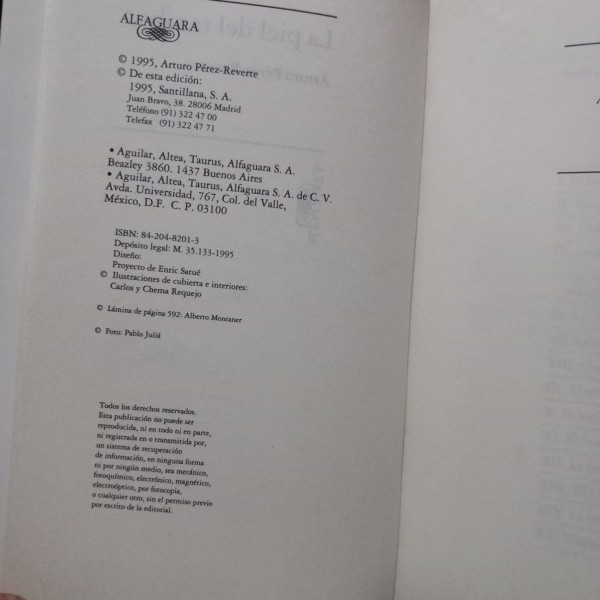 ALFAGUARA
© 1995, Arturo Pérez-Reverte
© De esta edición:
1995, Santillana, S. A.
Juan Bravo, 38. 28006 Madrid
Teléfono (91) 322 47 00
Telefax (91) 322 47 71
• Aguilar, Altea, Taurus, Alfaguara S. A.
Beazley 3860. 1437 Buenos Aires
• Aguilar, Altea, Taurus, Alfaguara S. A. de C. V.
Avda. Universidad, 767, Col. del Valle,
México, D.F. C. P. 03100
ISBN: 84-204-8201-3
Depósito legal: M. 35.133-1995
Diseño:
Proyecto de Enric Satué
© Ilustraciones de cubierta e interiores:
Carlos y Chema Requejo
© Lámina de página 592: Alberto Montaner
© Foto: Pablo Juliá
Todos los derechos reservados.
Esta publicación no puede ser
reproducida, ni en todo ni en parte,
ni registrada en o transmitida por,
un sistema de recuperación
de información, en ninguna forma
ni por ningún medio, sea mecánico,
fotoquímico, electrónico, magnético,
electroóptico, por fotocopia,
o cualquier otro, sin el permiso previo
por escrito de la editorial.